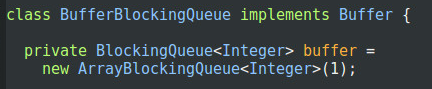 class BufferBlockingQueue implements Buffer {
private BlockingQueue<Integer> buffer =
new ArrayBlockingQueue<Integer>(1);